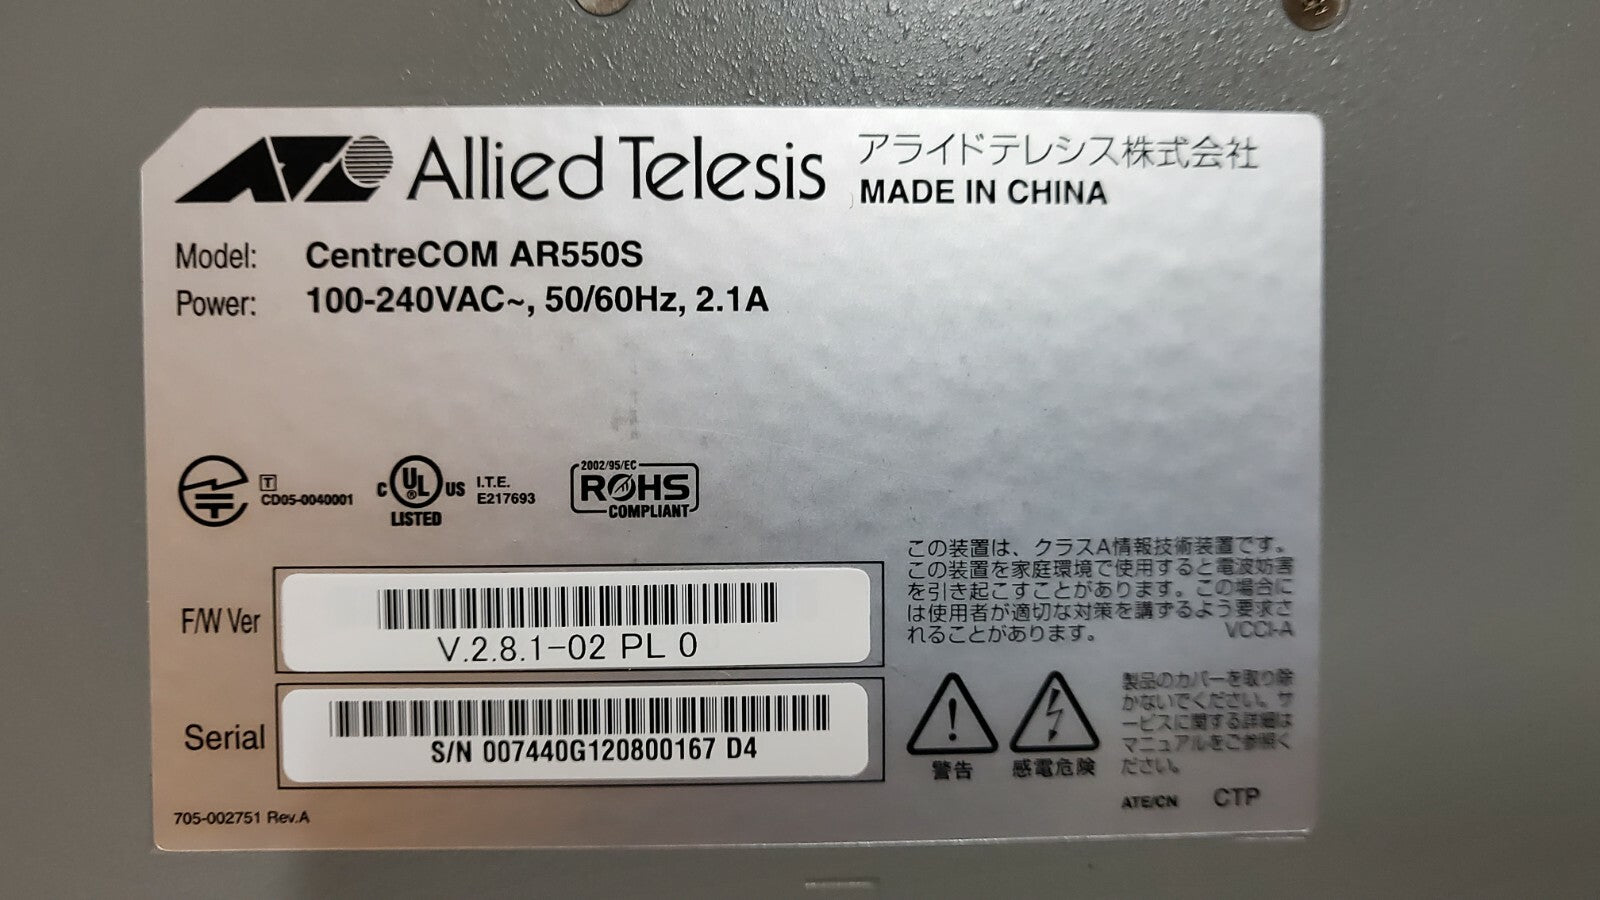 Allied Telesis
アライドテレシス株式会社
MADE IN CHINA
Model: CentreCOM AR550S
Power: 100-240VAC~, 50/60Hz, 2.1A
T
CD05-0040001
C UL® US
LISTED
I.T.E.
E217693
2002/95/EC
ROHS
COMPLIANT
この装置は、クラスA情報技術装置です。
この装置を家庭環境で使用すると電波妨害
を引き起こすことがあります。この場合に
は使用者が適切な対策を講ずるよう要求さ
れることがあります。
VCCI-A
F/W Ver
V.2.8.1-02 PL 0
Serial
S/N 007440G120800167 D4
警告
感電危険
製品のカバーを取り除
かないでください。サ
ービスに関する詳細は
マニュアルをご参照く
ださい。
ATE/CN CTP
705-002751 Rev.A